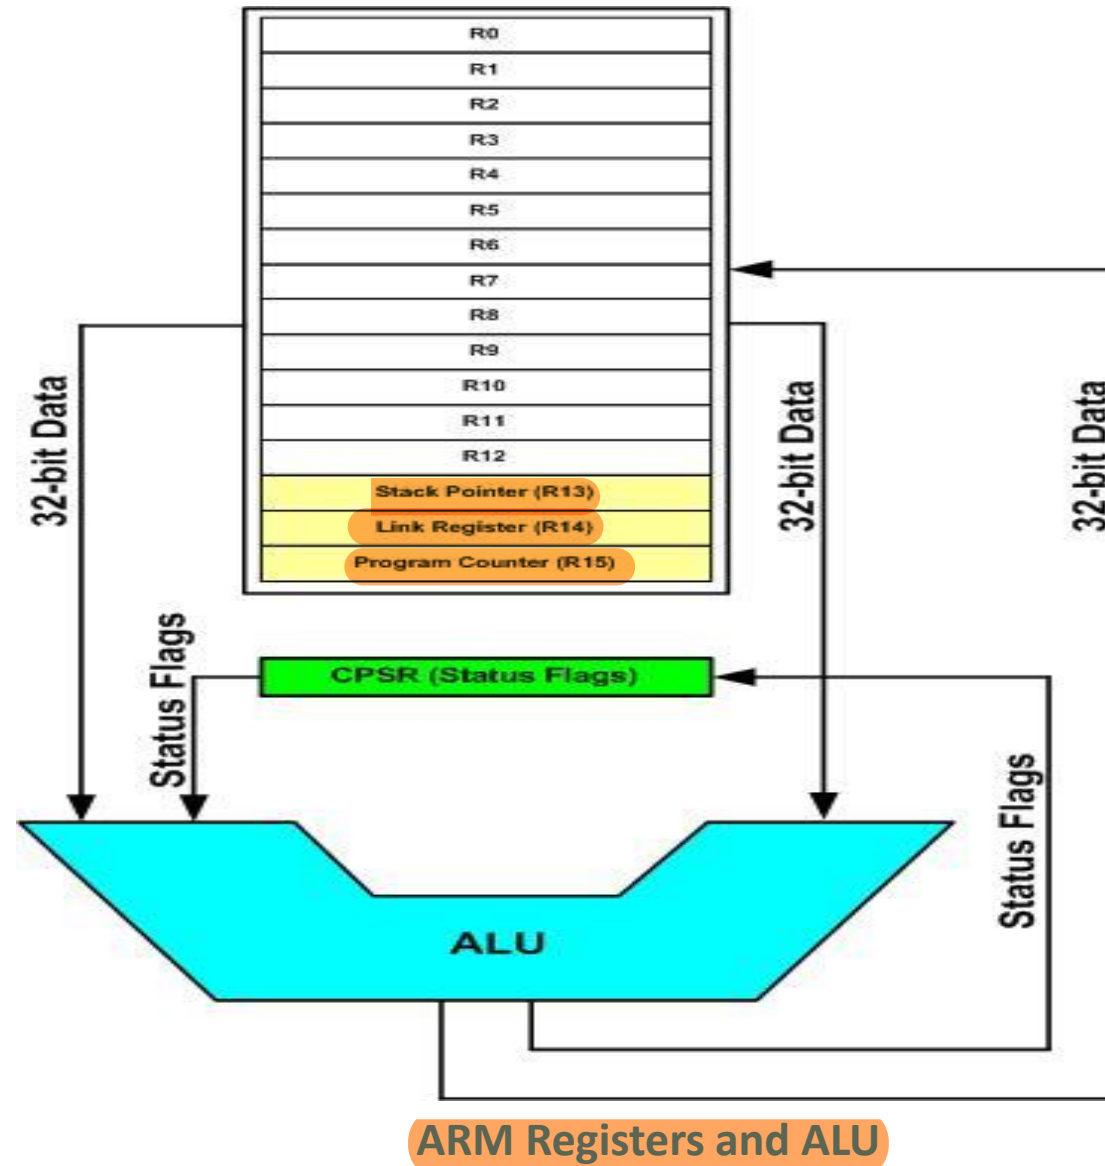 R0
R1
R2
R3
R4
R5
R6
R7
R8
R9
R10
R11
R12
Stack Pointer (R13)
Link Register (R14)
Program Counter (R15)
32-bit Data
32-bit Data
32-bit Data
CPSR (Status Flags)
Status Flags
Status Flags
ALU
ARM Registers and ALU